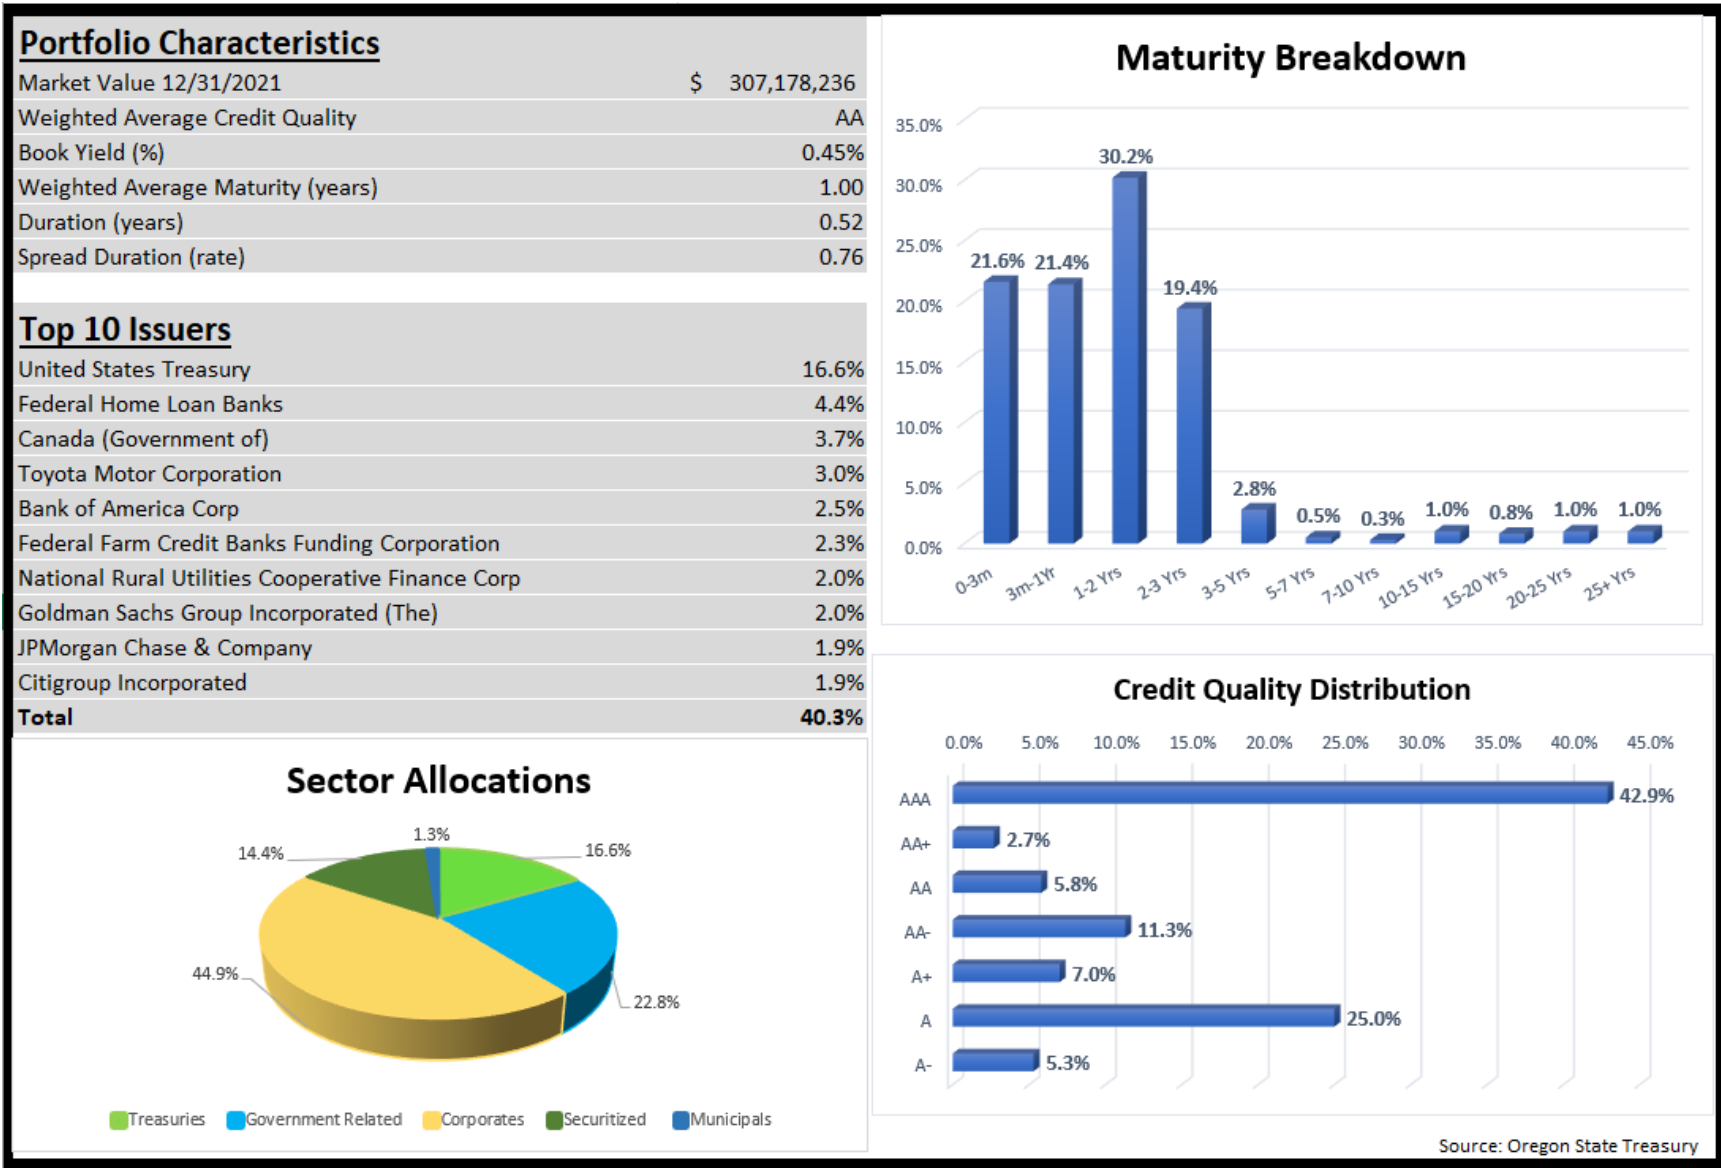 Portfolio Characteristics
Market Value 12/31/2021 $ 307,178,236
Weighted Average Credit Quality AA
Book Yield (%) 0.45%
Weighted Average Maturity (years) 1.00
Duration (years) 0.52
Spread Duration (rate) 0.76
Top 10 Issuers
United States Treasury 16.6%
Federal Home Loan Banks 4.4%
Canada (Government of) 3.7%
Toyota Motor Corporation 3.0%
Bank of America Corp 2.5%
Federal Farm Credit Banks Funding Corporation 2.3%
National Rural Utilities Cooperative Finance Corp 2.0%
Goldman Sachs Group Incorporated (The) 2.0%
JPMorgan Chase & Company 1.9%
Citigroup Incorporated 1.9%
Total 40.3%
Sector Allocations
1.3%
14.4%
16.6%
44.9%
22.8%
Treasuries Government Related Corporates Securitized Municipals
Maturity Breakdown
35.0%
30.0%
25.0%
20.0%
15.0%
10.0%
5.0%
0.0%
21.6% 21.4% 30.2% 19.4% 2.8% 0.5% 0.3% 1.0% 0.8% 1.0% 1.0%
0-3m 3m-1Yr 1-2 Yrs 2-3 Yrs 3-5 Yrs 5-7 Yrs 7-10 Yrs 10-15 Yrs 15-20 Yrs 20-25 Yrs 25+ Yrs
Credit Quality Distribution
0.0% 5.0% 10.0% 15.0% 20.0% 25.0% 30.0% 35.0% 40.0% 45.0%
AAA 42.9%
AA+ 2.7%
AA 5.8%
AA- 11.3%
A+ 7.0%
A 25.0%
A- 5.3%
Source: Oregon State Treasury